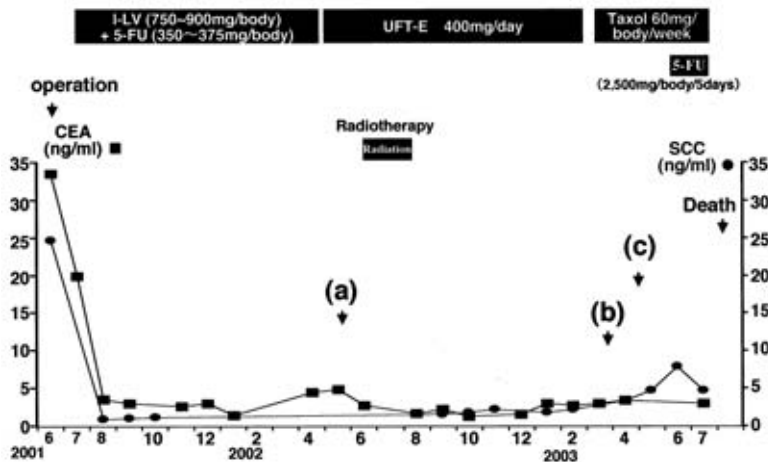 I-LV (750~900mg/body)
+ 5-FU (350～375mg/body)
UFT-E 400mg/day
Taxol 60mg/
body/week
5-FU
(2,500mg/body/5days)
operation
CEA
(ng/ml)
Radiotherapy
Radiation
SCC
(ng/ml)
Death
(a)
(b)
(c)
35
30
25
20
15
10
5
0
35
30
25
20
15
10
5
0
6 7 8 10 12 2 4 6 8 10 12 2 4 6 7
2001 2002 2003